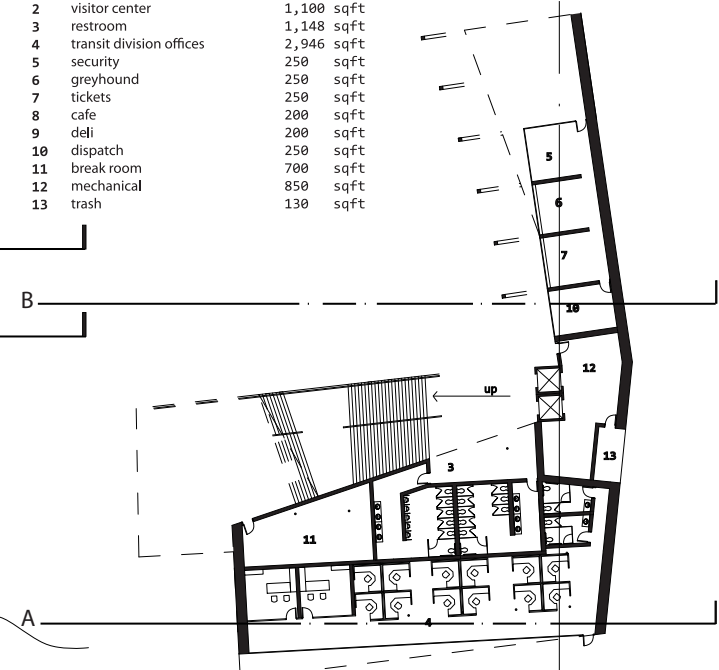 2 visitor center 1,100 sqft
3 restroom 1,148 sqft
4 transit division offices 2,946 sqft
5 security 250 sqft
6 greyhound 250 sqft
7 tickets 250 sqft
8 cafe 200 sqft
9 deli 200 sqft
10 dispatch 250 sqft
11 break room 700 sqft
12 mechanical 850 sqft
13 trash 130 sqft
5
6
7
B
10
12
up
13
3
11
A
4